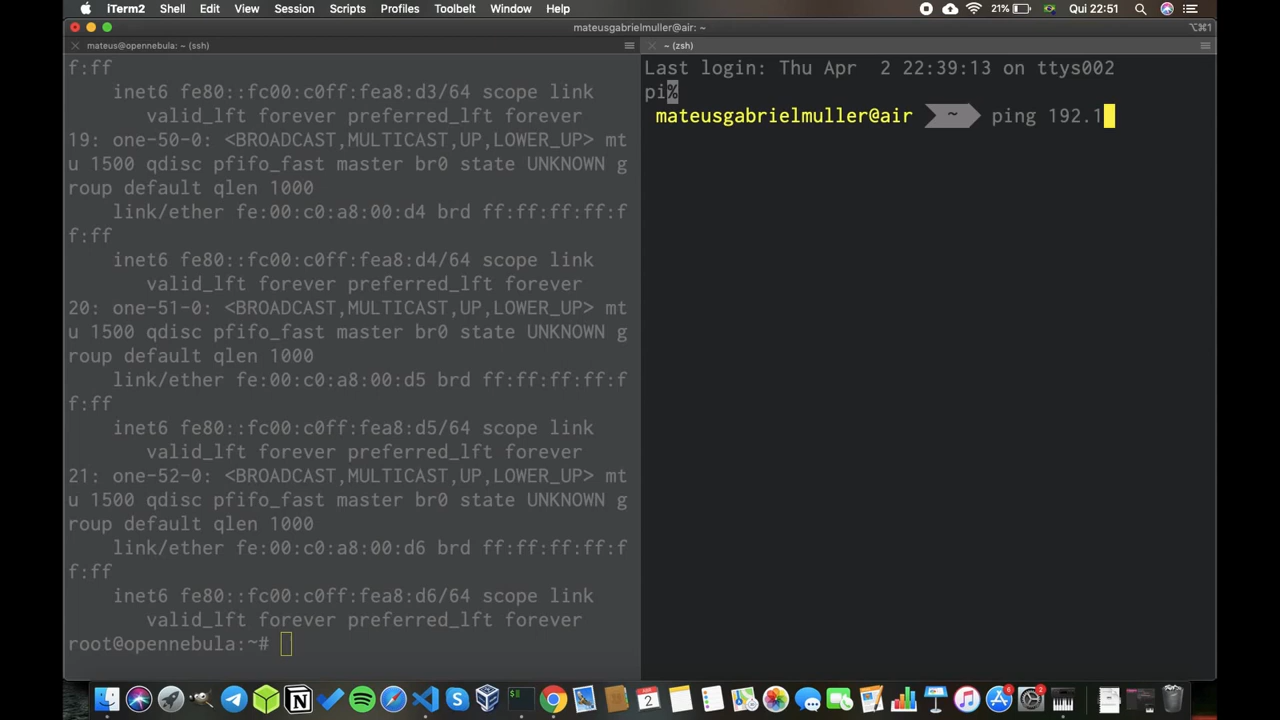 iTerm2 Shell Edit View Session Scripts Profiles Toolbelt Window Help 21% Qui 22:51
mateusgabrielmuller@air: ~ ⌥⌘1
mateus@opennebula: ~ (ssh)
f:ff
    inet6 fe80::fc00:c0ff:fea8:d3/64 scope link
       valid_lft forever preferred_lft forever
19: one-50-0: <BROADCAST,MULTICAST,UP,LOWER_UP> mt
u 1500 qdisc pfifo_fast master br0 state UNKNOWN g
roup default qlen 1000
    link/ether fe:00:c0:a8:00:d4 brd ff:ff:ff:ff:f
f:ff
    inet6 fe80::fc00:c0ff:fea8:d4/64 scope link
       valid_lft forever preferred_lft forever
20: one-51-0: <BROADCAST,MULTICAST,UP,LOWER_UP> mt
u 1500 qdisc pfifo_fast master br0 state UNKNOWN g
roup default qlen 1000
    link/ether fe:00:c0:a8:00:d5 brd ff:ff:ff:ff:f
f:ff
    inet6 fe80::fc00:c0ff:fea8:d5/64 scope link
       valid_lft forever preferred_lft forever
21: one-52-0: <BROADCAST,MULTICAST,UP,LOWER_UP> mt
u 1500 qdisc pfifo_fast master br0 state UNKNOWN g
roup default qlen 1000
    link/ether fe:00:c0:a8:00:d6 brd ff:ff:ff:ff:f
f:ff
    inet6 fe80::fc00:c0ff:fea8:d6/64 scope link
       valid_lft forever preferred_lft forever
root@opennebula:~#
~ (zsh)
Last login: Thu Apr  2 22:39:13 on ttys002
pi%
mateusgabrielmuller@air ~ ping 192.1